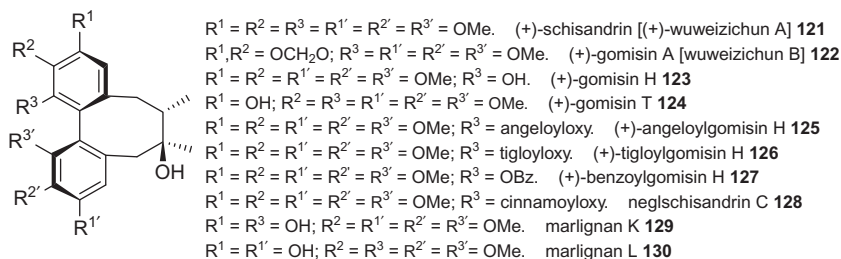 R¹
R²
R³
R³′
R²′
R¹′
OH
R¹ = R² = R³ = R¹′ = R²′ = R³′ = OMe. (+)-schisandrin [(+)-wuweizichun A] 121
R¹,R² = OCH₂O; R³ = R¹′ = R²′ = R³′ = OMe. (+)-gomisin A [wuweizichun B] 122
R¹ = R² = R¹′ = R²′ = R³′ = OMe; R³ = OH. (+)-gomisin H 123
R¹ = OH; R² = R³ = R¹′ = R²′ = R³′ = OMe. (+)-gomisin T 124
R¹ = R² = R¹′ = R²′ = R³′ = OMe; R³ = angeloyloxy. (+)-angeloylgomisin H 125
R¹ = R² = R¹′ = R²′ = R³′ = OMe; R³ = tigloyloxy. (+)-tigloylgomisin H 126
R¹ = R² = R¹′ = R²′ = R³′ = OMe; R³ = OBz. (+)-benzoylgomisin H 127
R¹ = R² = R¹′ = R²′ = R³′ = OMe; R³ = cinnamoyloxy. neglschisandrin C 128
R¹ = R³ = OH; R² = R¹′ = R²′ = R³′ = OMe. marlignan K 129
R¹ = R¹′ = OH; R² = R³ = R²′ = R³′= OMe. marlignan L 130